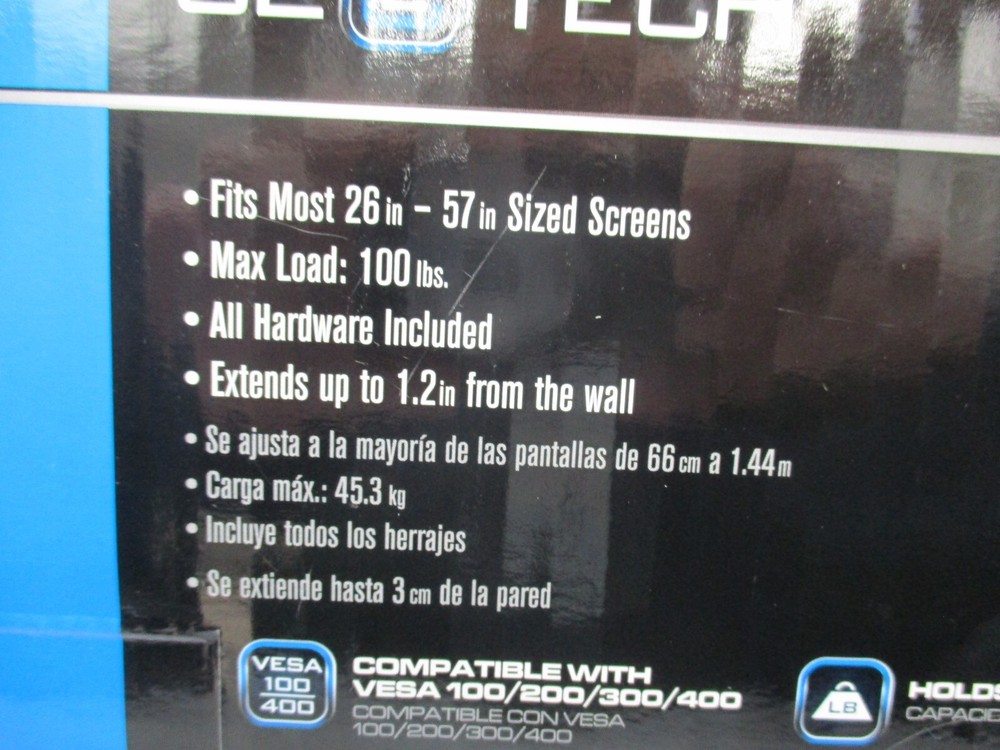 TECH
• Fits Most 26 in – 57 in Sized Screens
• Max Load: 100 lbs.
• All Hardware Included
• Extends up to 1.2in from the wall
• Se ajusta a la mayoría de las pantallas de 66 cm a 1.44 m
• Carga máx.: 45.3 kg
• Incluye todos los herrajes
• Se extiende hasta 3 cm de la pared
VESA
100
400
COMPATIBLE WITH
VESA 100/200/300/400
COMPATIBLE CON VESA
100/200/300/400
LB